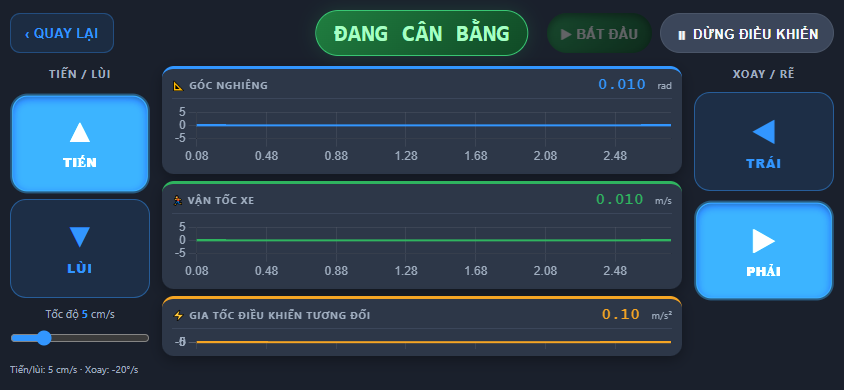 ‹ QUAY LẠI
ĐANG CÂN BẰNG
▶ BẮT ĐẦU
⏸ DỪNG ĐIỀU KHIỂN
TIẾN / LÙI
▲
TIẾN
▼
LÙI
Tốc độ 5 cm/s
Tiến/lùi: 5 cm/s · Xoay: -20°/s
GÓC NGHIÊNG 0.010 rad
5
0
-5
0.08 0.48 0.88 1.28 1.68 2.08 2.48
VẬN TỐC XE 0.010 m/s
5
0
-5
0.08 0.48 0.88 1.28 1.68 2.08 2.48
GIA TỐC ĐIỀU KHIỂN TƯƠNG ĐỐI 0.10 m/s²
XOAY / RẼ
◀
TRÁI
▶
PHẢI